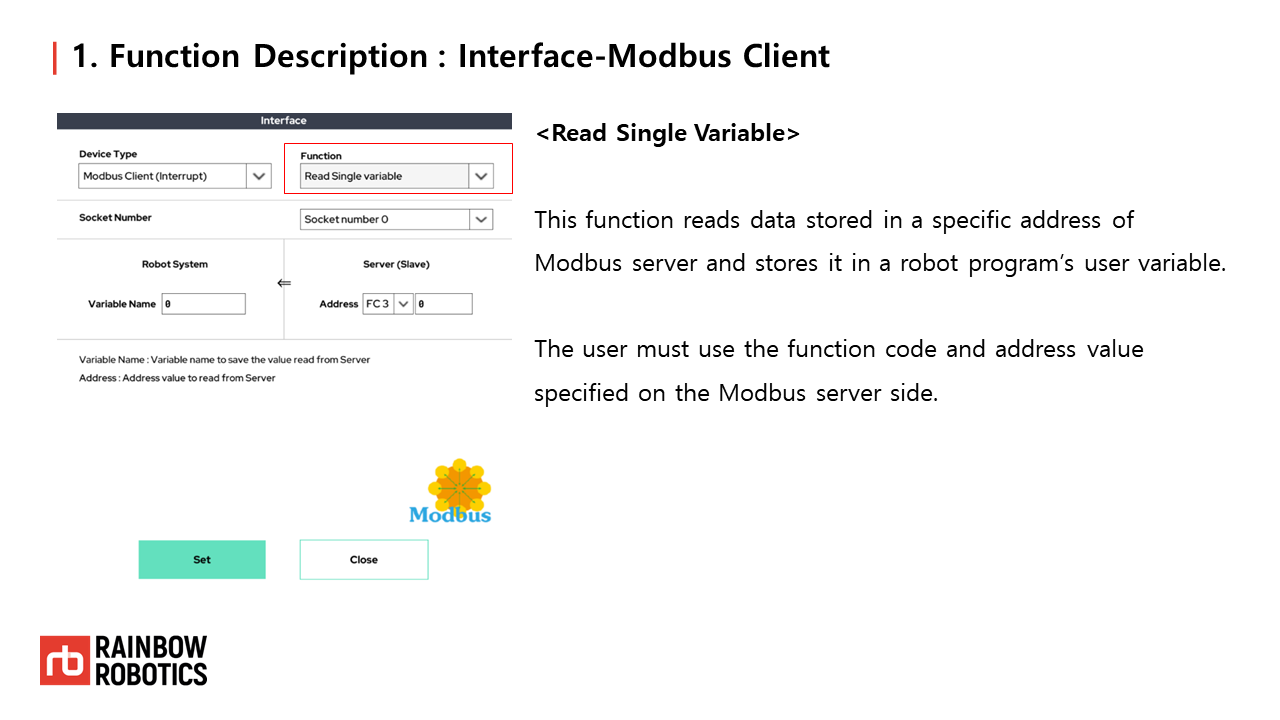 1. Function Description : Interface-Modbus Client
Interface
Device Type
Modbus Client (Interrupt)
Function
Read Single variable
Socket Number
Socket number 0
Robot System
Server (Slave)
⇐
Variable Name 0
Address FC 3 0
Variable Name : Variable name to save the value read from Server
Address : Address value to read from Server
Modbus
Set
Close
<Read Single Variable>
This function reads data stored in a specific address of
Modbus server and stores it in a robot program’s user variable.
The user must use the function code and address value
specified on the Modbus server side.
rb
RAINBOW
ROBOTICS